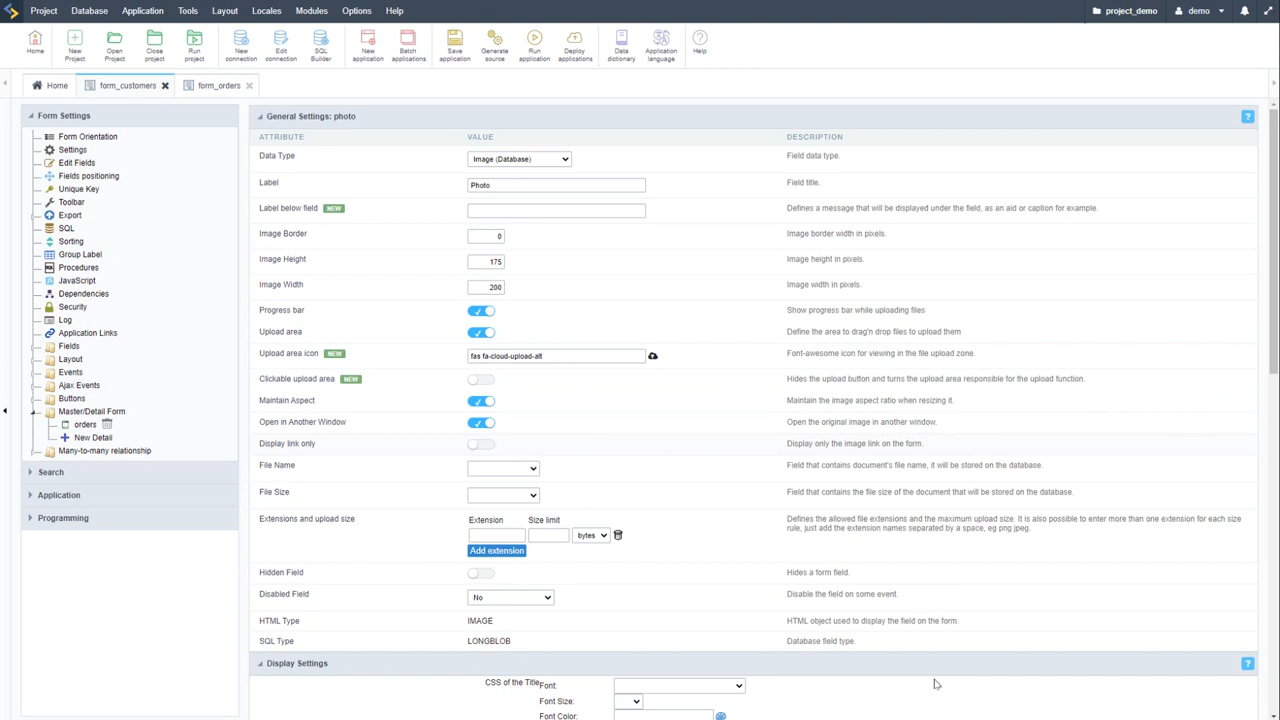 Project Database Application Tools Layout Locales Modules Options Help project_demo demo
Home New Project Open Project Close project Run project New connection Edit connection SQL Builder New application Batch applications Save application Generate source Run application Deploy applications Data dictionary Application language Help
Home form_customers form_orders
Form Settings
Form Orientation
Settings
Edit Fields
Fields positioning
Unique Key
Toolbar
Export
SQL
Sorting
Group Label
Procedures
JavaScript
Dependencies
Security
Log
Application Links
Fields
Layout
Events
Ajax Events
Buttons
Master/Detail Form
orders
New Detail
Many-to-many relationship
Search
Application
Programming
General Settings: photo ?
ATTRIBUTE VALUE DESCRIPTION
Data Type Image (Database) Field data type.
Label Photo Field title.
Label below field NEW Defines a message that will be displayed under the field, as an aid or caption for example.
Image Border 0 Image border width in pixels.
Image Height 175 Image height in pixels.
Image Width 200 Image width in pixels.
Progress bar Show progress bar while uploading files
Upload area Define the area to drag'n drop files to upload them
Upload area icon NEW fas fa-cloud-upload-alt Font-awesome icon for viewing in the file upload zone.
Clickable upload area NEW Hides the upload button and turns the upload area responsible for the upload function.
Maintain Aspect Maintain the image aspect ratio when resizing it.
Open in Another Window Open the original image in another window.
Display link only Display only the image link on the form.
File Name Field that contains document's file name, it will be stored on the database.
File Size Field that contains the file size of the document that will be stored on the database.
Extensions and upload size Extension Size limit Defines the allowed file extensions and the maximum upload size. It is also possible to enter more than one extension for each size
bytes rule, just add the extension names separated by a space, eg png jpeg.
Add extension
Hidden Field Hides a form field.
Disabled Field No Disable the field on some event.
HTML Type IMAGE HTML object used to display the field on the form.
SQL Type LONGBLOB Database field type.
Display Settings ?
CSS of the Title Font:
Font Size:
Font Color: